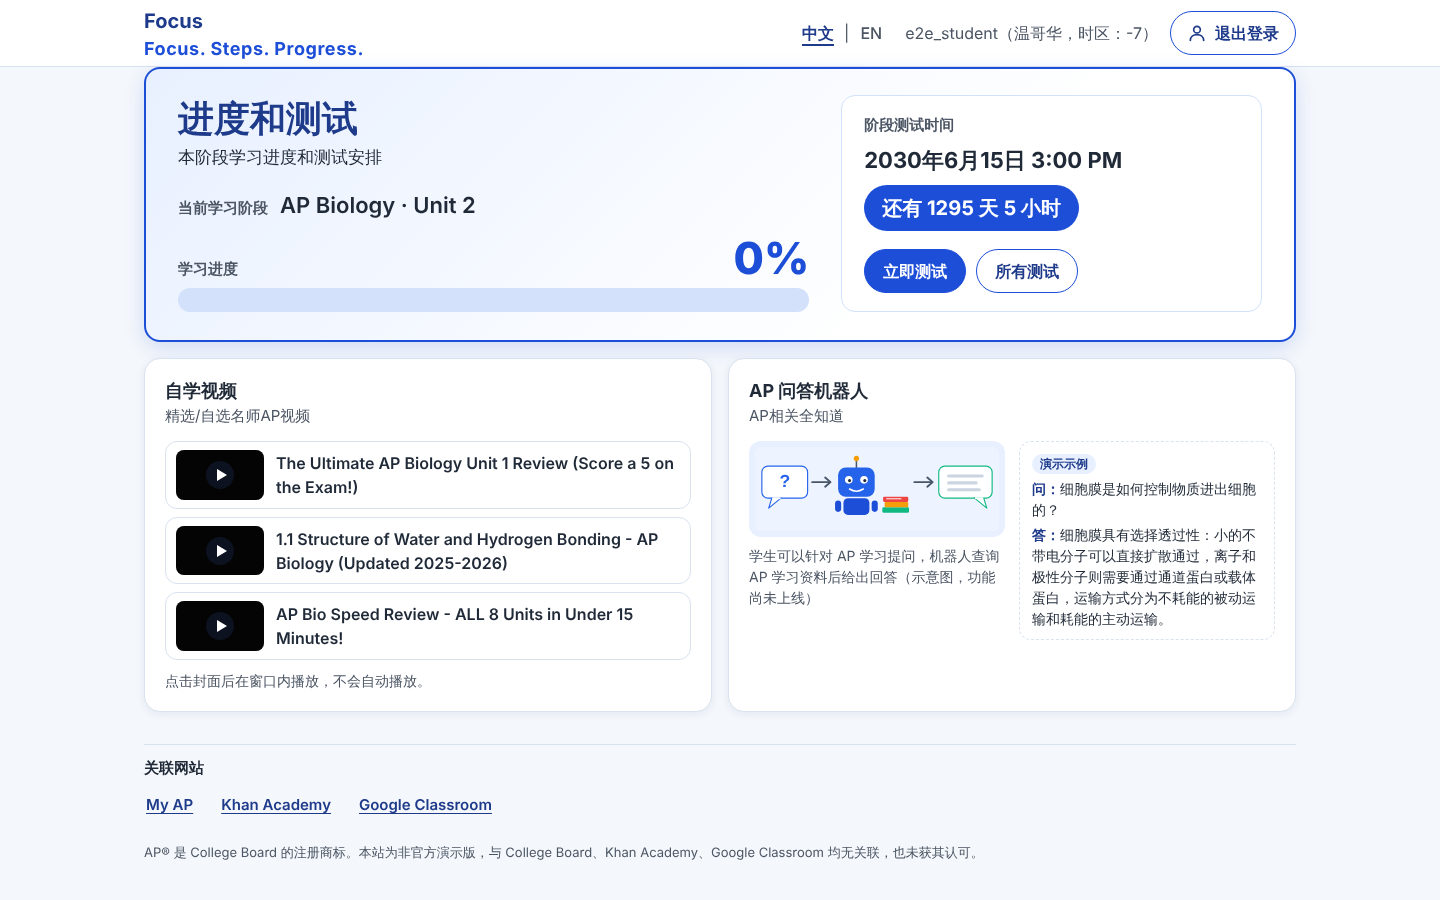 Focus
Focus. Steps. Progress.
中文 | EN e2e_student（温哥华，时区：-7） 退出登录
进度和测试
本阶段学习进度和测试安排
当前学习阶段 AP Biology · Unit 2
学习进度 0%
阶段测试时间
2030年6月15日 3:00 PM
还有 1295 天 5 小时
立即测试 所有测试
自学视频
精选/自选名师AP视频
The Ultimate AP Biology Unit 1 Review (Score a 5 on
the Exam!)
1.1 Structure of Water and Hydrogen Bonding - AP
Biology (Updated 2025-2026)
AP Bio Speed Review - ALL 8 Units in Under 15
Minutes!
点击封面后在窗口内播放，不会自动播放。
AP 问答机器人
AP相关全知道
?
学生可以针对 AP 学习提问，机器人查询
AP 学习资料后给出回答（示意图，功能
尚未上线）
演示示例
问：细胞膜是如何控制物质进出细胞
的？
答：细胞膜具有选择透过性：小的不
带电分子可以直接扩散通过，离子和
极性分子则需要通过通道蛋白或载体
蛋白，运输方式分为不耗能的被动运
输和耗能的主动运输。
关联网站
My AP Khan Academy Google Classroom
AP® 是 College Board 的注册商标。本站为非官方演示版，与 College Board、Khan Academy、Google Classroom 均无关联，也未获其认可。